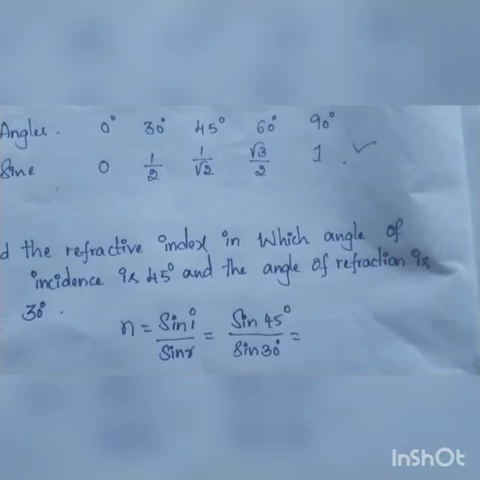 Angles. 0° 30° 45° 60° 90°
Sine 0 1/2 1/√2 √3/2 1.
d the refractive index in which angle of
incidence is 45° and the angle of refraction is
30°.
n = Sin i/Sin r = Sin 45°/Sin 30° =
InShOt